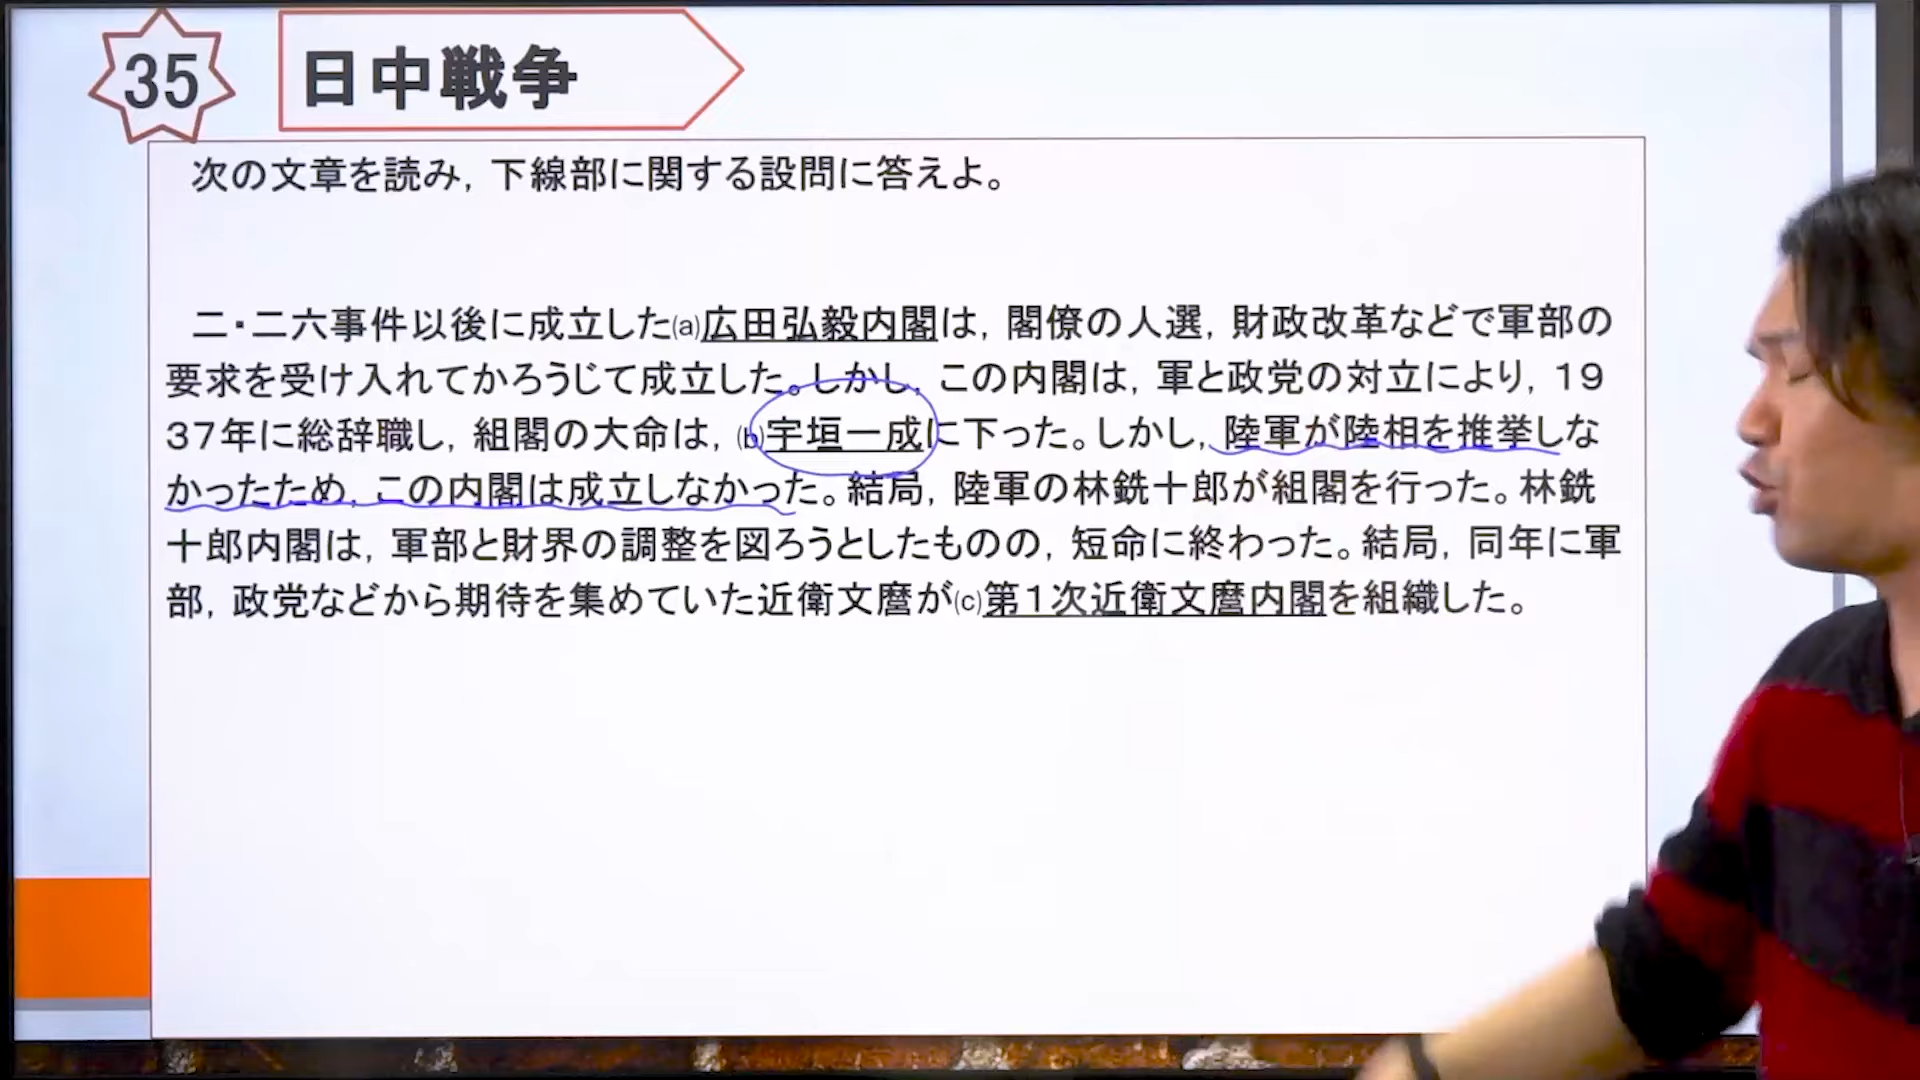 35
日中戦争
次の文章を読み，下線部に関する設問に答えよ。
二・二六事件以後に成立した(a)広田弘毅内閣は，閣僚の人選，財政改革などで軍部の
要求を受け入れてかろうじて成立した。しかし，この内閣は，軍と政党の対立により，１９
３７年に総辞職し，組閣の大命は，(b)宇垣一成に下った。しかし，陸軍が陸相を推挙しな
かったため，この内閣は成立しなかった。結局，陸軍の林銑十郎が組閣を行った。林銑
十郎内閣は，軍部と財界の調整を図ろうとしたものの，短命に終わった。結局，同年に軍
部，政党などから期待を集めていた近衛文麿が(c)第１次近衛文麿内閣を組織した。